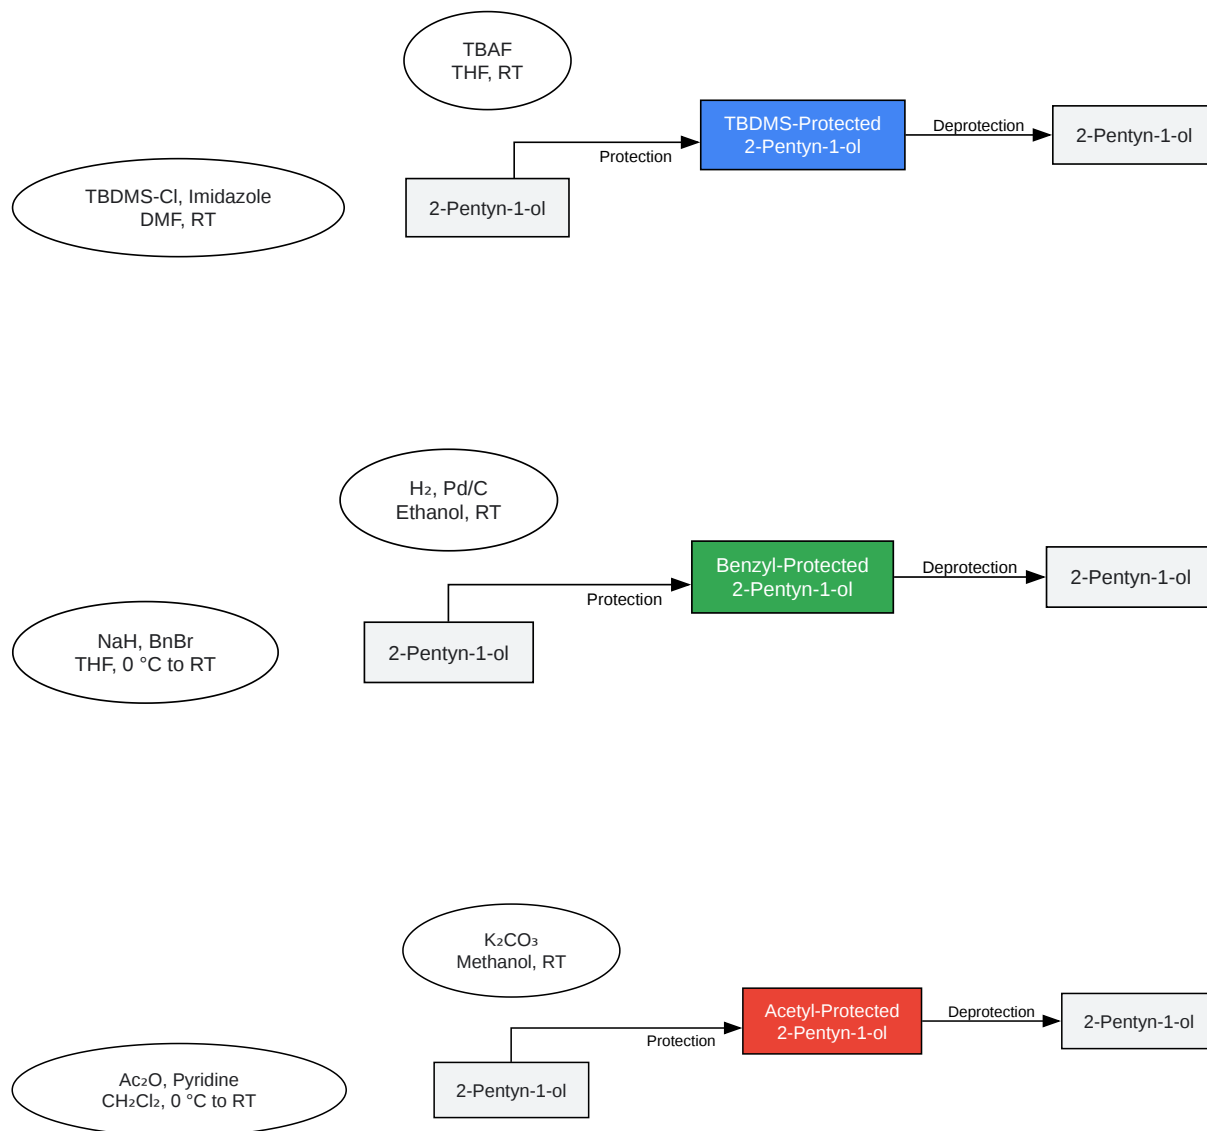 TBAF
THF, RT
TBDMS-Protected
2-Pentyn-1-ol
Deprotection
2-Pentyn-1-ol
Protection
TBDMS-Cl, Imidazole
DMF, RT
2-Pentyn-1-ol
H₂, Pd/C
Ethanol, RT
Benzyl-Protected
2-Pentyn-1-ol
Deprotection
2-Pentyn-1-ol
Protection
NaH, BnBr
THF, 0 °C to RT
2-Pentyn-1-ol
K₂CO₃
Methanol, RT
Acetyl-Protected
2-Pentyn-1-ol
Deprotection
2-Pentyn-1-ol
Protection
Ac₂O, Pyridine
CH₂Cl₂, 0 °C to RT
2-Pentyn-1-ol